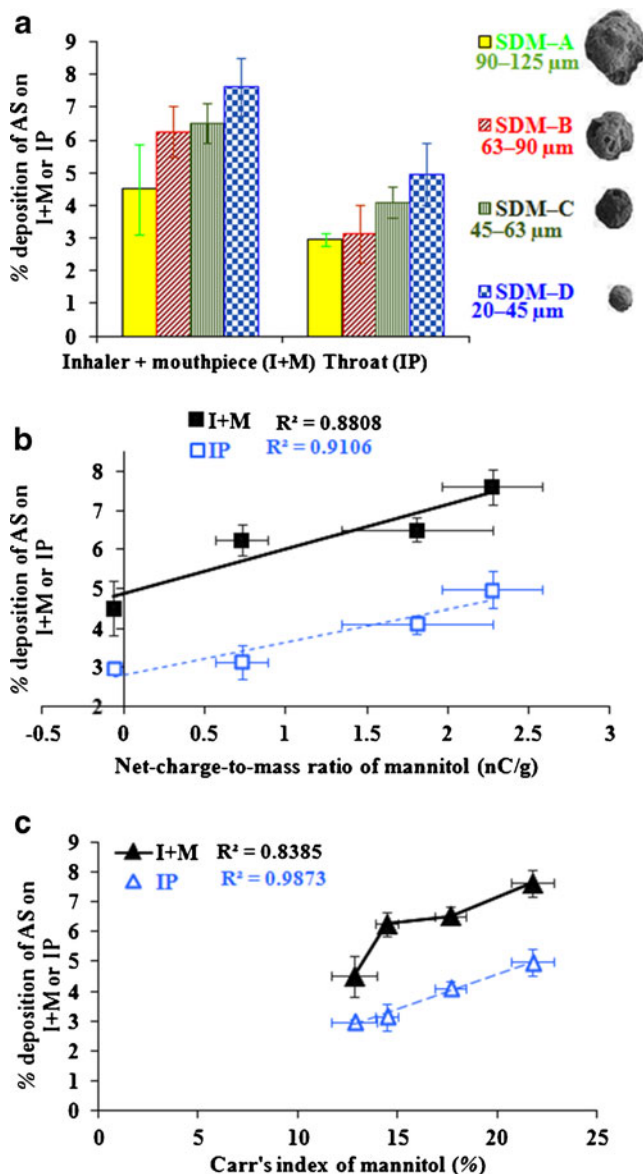 a
% deposition of AS on
I+M or IP
9
8
7
6
5
4
3
2
1
0
Inhaler + mouthpiece (I+M) Throat (IP)
SDM–A
90–125 µm
SDM–B
63–90 µm
SDM–C
45–63 µm
SDM–D
20–45 µm
b
I+M R² = 0.8808
IP R² = 0.9106
% deposition of AS on
I+M or IP
8
7
6
5
4
3
2
-0.5 0 0.5 1 1.5 2 2.5 3
Net-charge-to-mass ratio of mannitol (nC/g)
c
I+M R² = 0.8385
IP R² = 0.9873
% deposition of AS on
I+M or IP
9
8
7
6
5
4
3
2
1
0
0 5 10 15 20 25
Carr's index of mannitol (%)